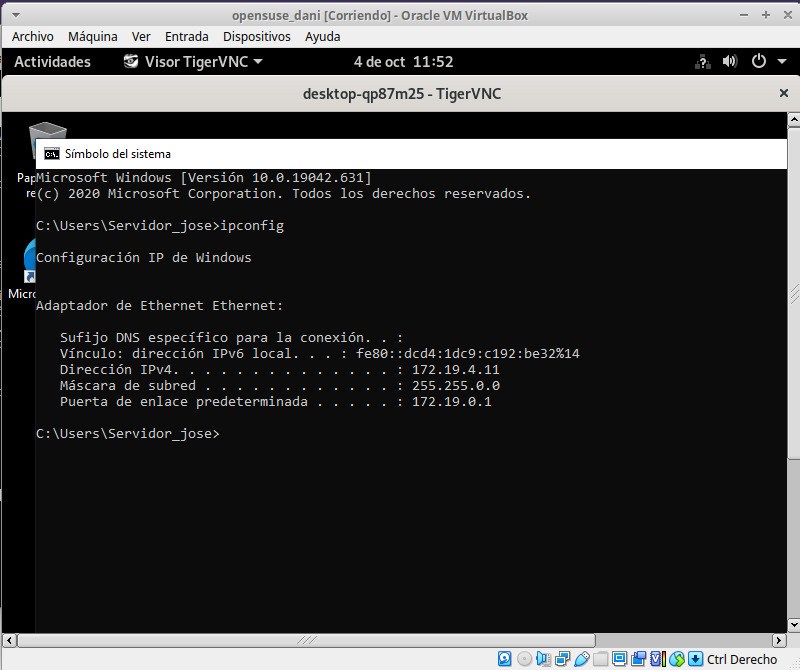 opensuse_dani [Corriendo] - Oracle VM VirtualBox
Archivo Máquina Ver Entrada Dispositivos Ayuda
Actividades Visor TigerVNC 4 de oct 11:52
desktop-qp87m25 - TigerVNC
Símbolo del sistema
Pap
re
Micro
Microsoft Windows [Versión 10.0.19042.631]
(c) 2020 Microsoft Corporation. Todos los derechos reservados.
C:\Users\Servidor_jose>ipconfig
Configuración IP de Windows
Adaptador de Ethernet Ethernet:
Sufijo DNS específico para la conexión. . :
Vínculo: dirección IPv6 local. . . : fe80::dcd4:1dc9:c192:be32%14
Dirección IPv4. . . . . . . . . . . . . . : 172.19.4.11
Máscara de subred . . . . . . . . . . . . : 255.255.0.0
Puerta de enlace predeterminada . . . . . : 172.19.0.1
C:\Users\Servidor_jose>
Ctrl Derecho